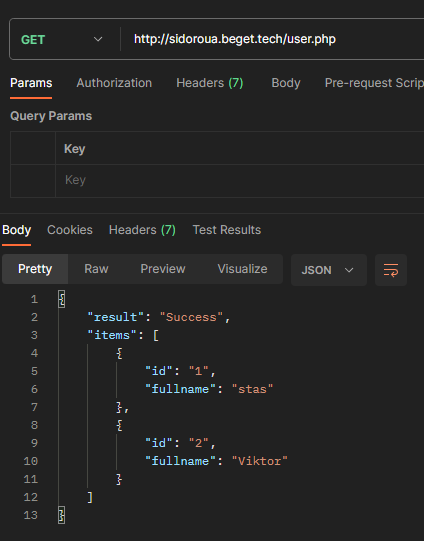 GET http://sidoroua.beget.tech/user.php
Params Authorization Headers (7) Body Pre-request Scrip
Query Params
Key
Key
Body Cookies Headers (7) Test Results
Pretty Raw Preview Visualize JSON
1 {
2 "result": "Success",
3 "items": [
4 {
5 "id": "1",
6 "fullname": "stas"
7 },
8 {
9 "id": "2",
10 "fullname": "Viktor"
11 }
12 ]
13 }